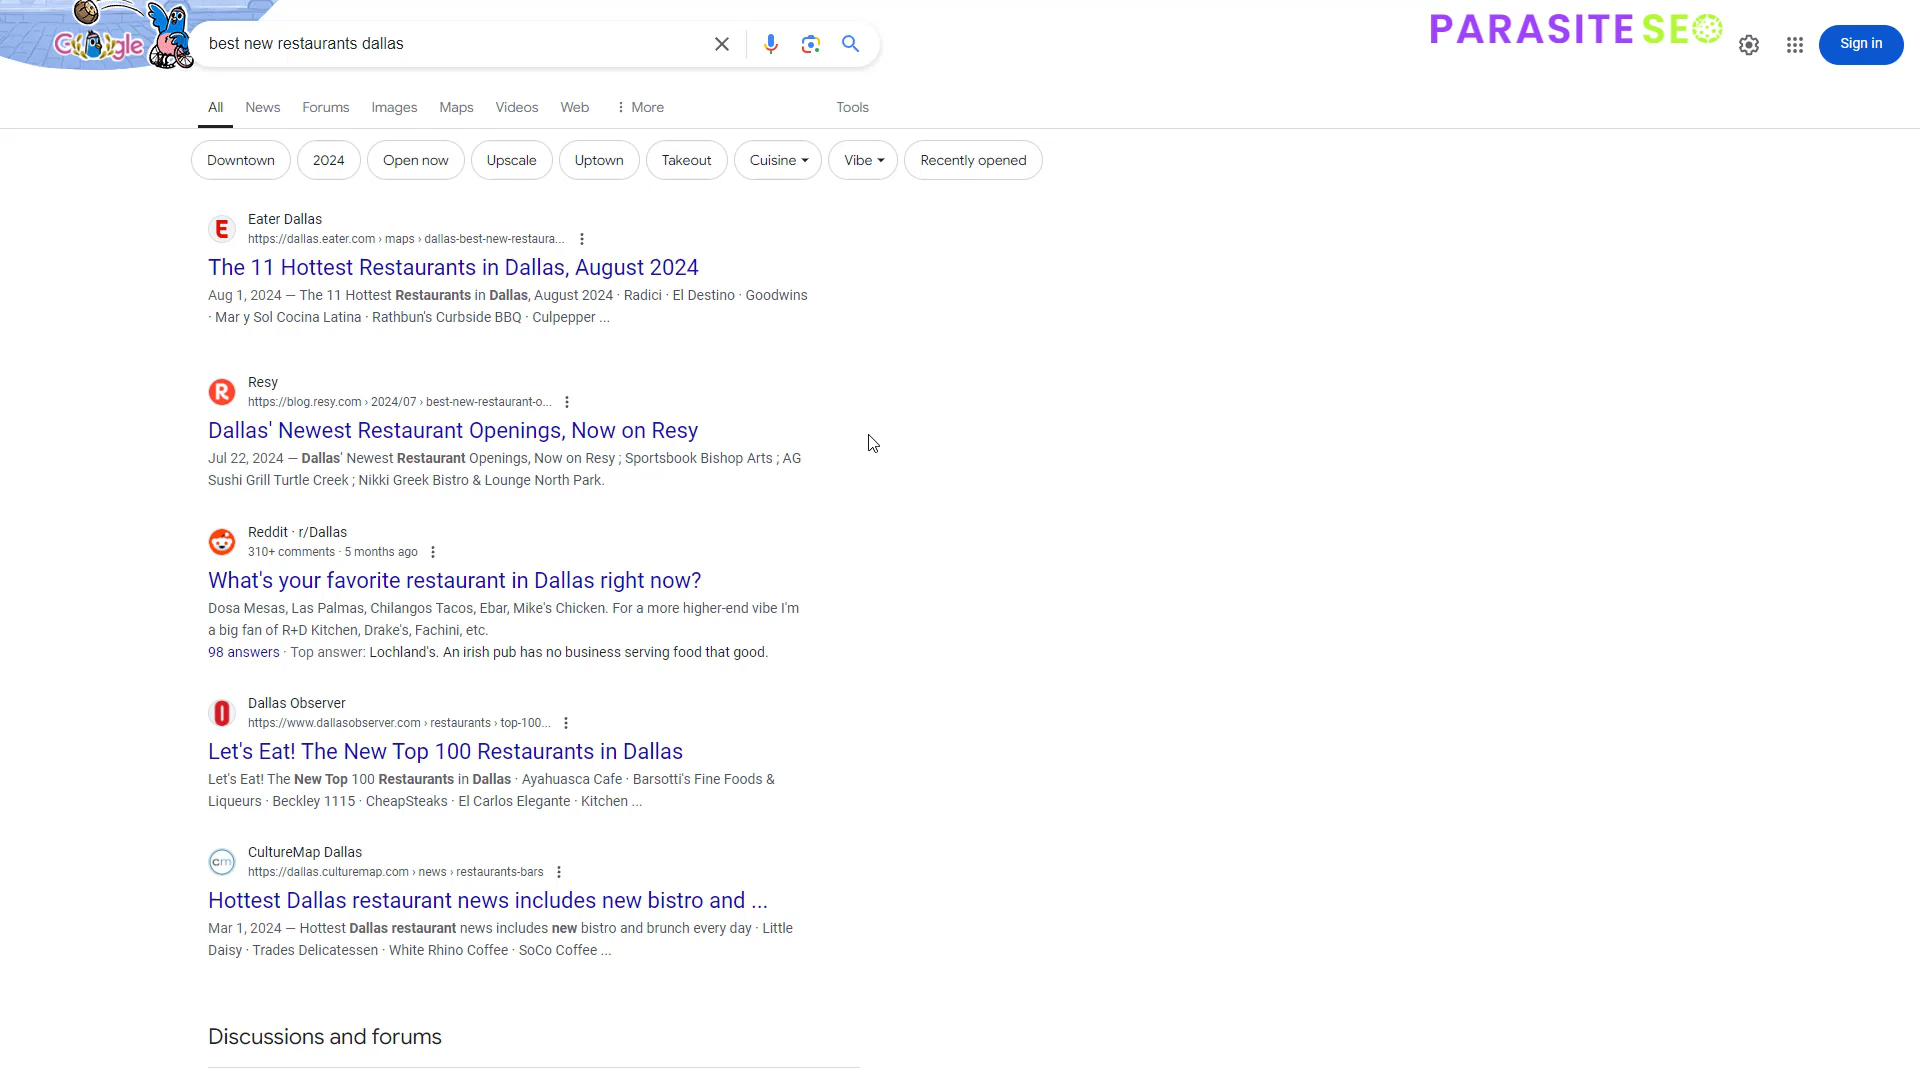 Google
best new restaurants dallas
PARASITE SEO
Sign in
All News Forums Images Maps Videos Web More Tools
Downtown 2024 Open now Upscale Uptown Takeout Cuisine Vibe Recently opened
E
Eater Dallas
https://dallas.eater.com › maps › dallas-best-new-restaura...
The 11 Hottest Restaurants in Dallas, August 2024
Aug 1, 2024 — The 11 Hottest Restaurants in Dallas, August 2024 · Radici · El Destino · Goodwins
· Mar y Sol Cocina Latina · Rathbun's Curbside BBQ · Culpepper ...
R
Resy
https://blog.resy.com › 2024/07 › best-new-restaurant-o...
Dallas' Newest Restaurant Openings, Now on Resy
Jul 22, 2024 — Dallas' Newest Restaurant Openings, Now on Resy ; Sportsbook Bishop Arts ; AG
Sushi Grill Turtle Creek ; Nikki Greek Bistro & Lounge North Park.
Reddit · r/Dallas
310+ comments · 5 months ago
What's your favorite restaurant in Dallas right now?
Dosa Mesas, Las Palmas, Chilangos Tacos, Ebar, Mike's Chicken. For a more higher-end vibe I'm
a big fan of R+D Kitchen, Drake's, Fachini, etc.
98 answers · Top answer: Lochland's. An irish pub has no business serving food that good.
Dallas Observer
https://www.dallasobserver.com › restaurants › top-100...
Let's Eat! The New Top 100 Restaurants in Dallas
Let's Eat! The New Top 100 Restaurants in Dallas · Ayahuasca Cafe · Barsotti's Fine Foods &
Liqueurs · Beckley 1115 · CheapSteaks · El Carlos Elegante · Kitchen ...
cm
CultureMap Dallas
https://dallas.culturemap.com › news › restaurants-bars
Hottest Dallas restaurant news includes new bistro and ...
Mar 1, 2024 — Hottest Dallas restaurant news includes new bistro and brunch every day · Little
Daisy · Trades Delicatessen · White Rhino Coffee · SoCo Coffee ...
Discussions and forums